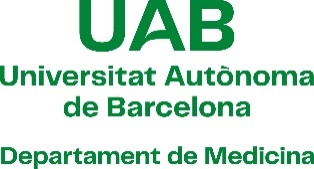 UAB
Universitat Autònoma
de Barcelona
Departament de Medicina